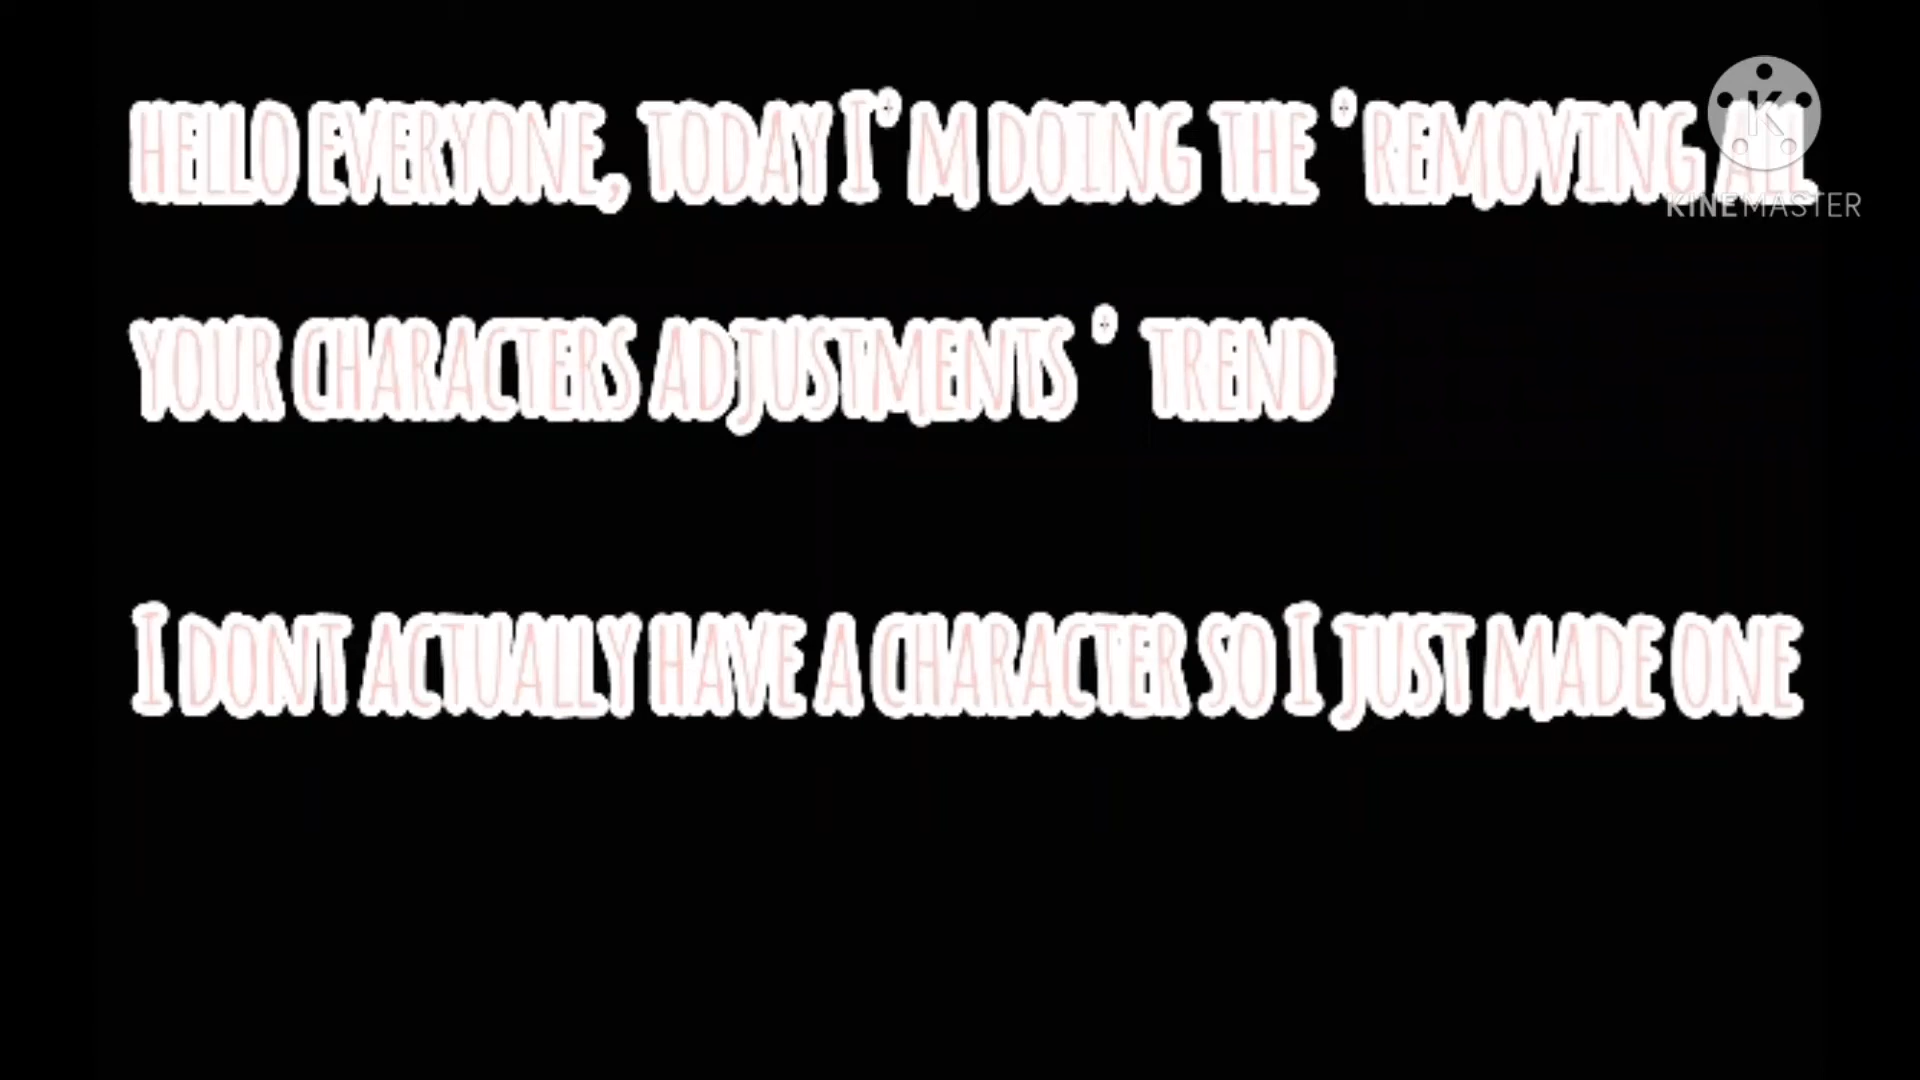 HELLO EVERYONE, TODAY I'M DOING THE 'REMOVING ALL
YOUR CHARACTERS ADJUSTMENTS ' TREND
I DONT ACTUALLY HAVE A CHARACTER SO I JUST MADE ONE
K
KINEMASTER